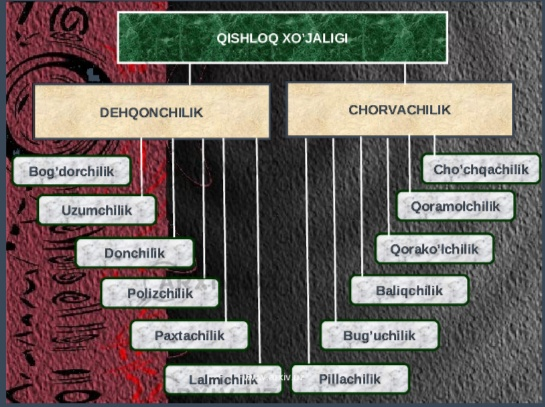 QISHLOQ XO'JALIGI
DEHQONCHILIK
CHORVACHILIK
Bog'dorchilik
Cho'chqachilik
Uzumchilik
Qoramolchilik
Donchilik
Qorako'lchilik
Polizchilik
Baliqchilik
Paxtachilik
Bug'uchilik
Lalmichilik
Pillachilik